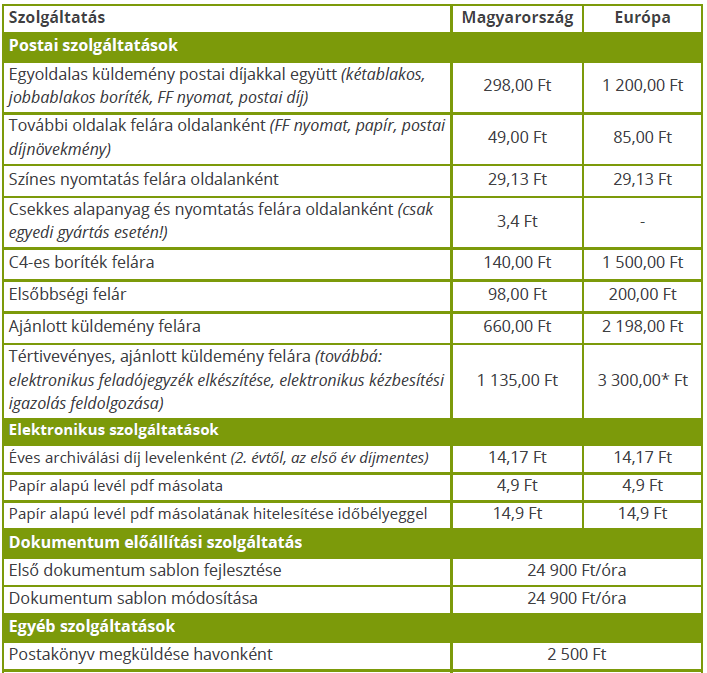 Szolgáltatás Magyarország Európa
Postai szolgáltatások
Egyoldalas küldemény postai díjakkal együtt (kétablakos,
jobbablakos boríték, FF nyomat, postai díj) 298,00 Ft 1 200,00 Ft
További oldalak felára oldalanként (FF nyomat, papír, postai
díjnövekmény) 49,00 Ft 85,00 Ft
Színes nyomtatás felára oldalanként 29,13 Ft 29,13 Ft
Csekkes alapanyag és nyomtatás felára oldalanként (csak
egyedi gyártás esetén!) 3,4 Ft -
C4-es boríték felára 140,00 Ft 1 500,00 Ft
Elsőbbségi felár 98,00 Ft 200,00 Ft
Ajánlott küldemény felára 660,00 Ft 2 198,00 Ft
Tértivevényes, ajánlott küldemény felára (továbbá:
elektronikus feladójegyzék elkészítése, elektronikus kézbesítési
igazolás feldolgozása) 1 135,00 Ft 3 300,00* Ft
Elektronikus szolgáltatások
Éves archiválási díj levelenként (2. évtől, az első év díjmentes) 14,17 Ft 14,17 Ft
Papír alapú levél pdf másolata 4,9 Ft 4,9 Ft
Papír alapú levél pdf másolatának hitelesítése időbélyeggel 14,9 Ft 14,9 Ft
Dokumentum előállítási szolgáltatás
Első dokumentum sablon fejlesztése 24 900 Ft/óra
Dokumentum sablon módosítása 24 900 Ft/óra
Egyéb szolgáltatások
Postakönyv megküldése havonként 2 500 Ft